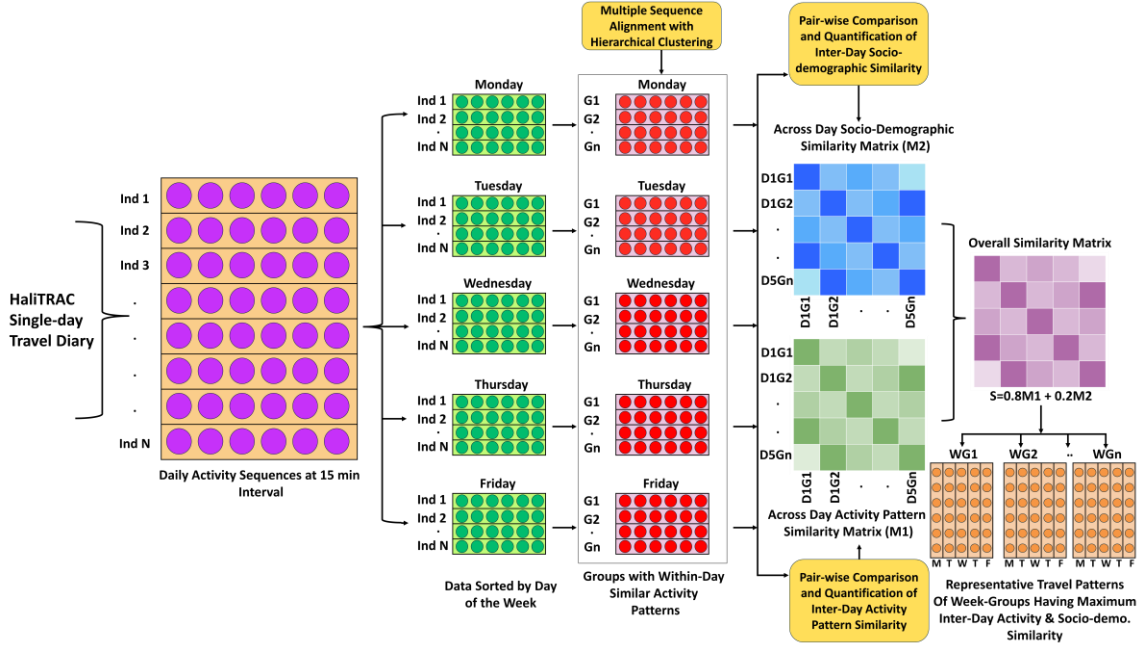 HaliTRAC
Single-day
Travel Diary
Ind 1
Ind 2
Ind 3
.
.
.
Ind N
Daily Activity Sequences at 15 min
Interval
Monday
Ind 1
Ind 2
.
Ind N
Tuesday
Ind 1
Ind 2
.
Ind N
Wednesday
Ind 1
Ind 2
.
Ind N
Thursday
Ind 1
Ind 2
.
Ind N
Friday
Ind 1
Ind 2
.
Ind N
Data Sorted by Day
of the Week
Multiple Sequence
Alignment with
Hierarchical Clustering
Monday
G1
G2
.
Gn
Tuesday
G1
G2
.
Gn
Wednesday
G1
G2
.
Gn
Thursday
G1
G2
.
Gn
Friday
G1
G2
.
Gn
Groups with Within-Day
Similar Activity
Patterns
Pair-wise Comparison
and Quantification of
Inter-Day Socio-
demographic Similarity
Across Day Socio-Demographic
Similarity Matrix (M2)
D1G1
D1G2
.
.
D5Gn
D1G1
D1G2
.
.
D5Gn
D1G1
D1G2
.
.
D5Gn
D1G1
D1G2
.
.
D5Gn
Across Day Activity Pattern
Similarity Matrix (M1)
Pair-wise Comparison
and Quantification of
Inter-Day Activity
Pattern Similarity
Overall Similarity Matrix
S=0.8M1 + 0.2M2
WG1 WG2 .. WGn
M T W T F M T W T F M T W T F
Representative Travel Patterns
Of Week-Groups Having Maximum
Inter-Day Activity & Socio-demo.
Similarity